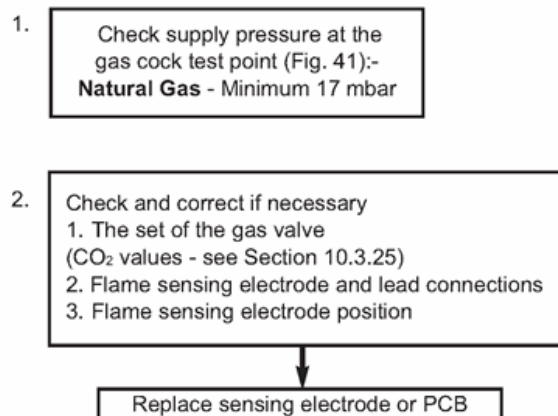 1.
Check supply pressure at the
gas cock test point (Fig. 41):-
Natural Gas - Minimum 17 mbar
2.
Check and correct if necessary
1. The set of the gas valve
(CO₂ values - see Section 10.3.25)
2. Flame sensing electrode and lead connections
3. Flame sensing electrode position
Replace sensing electrode or PCB